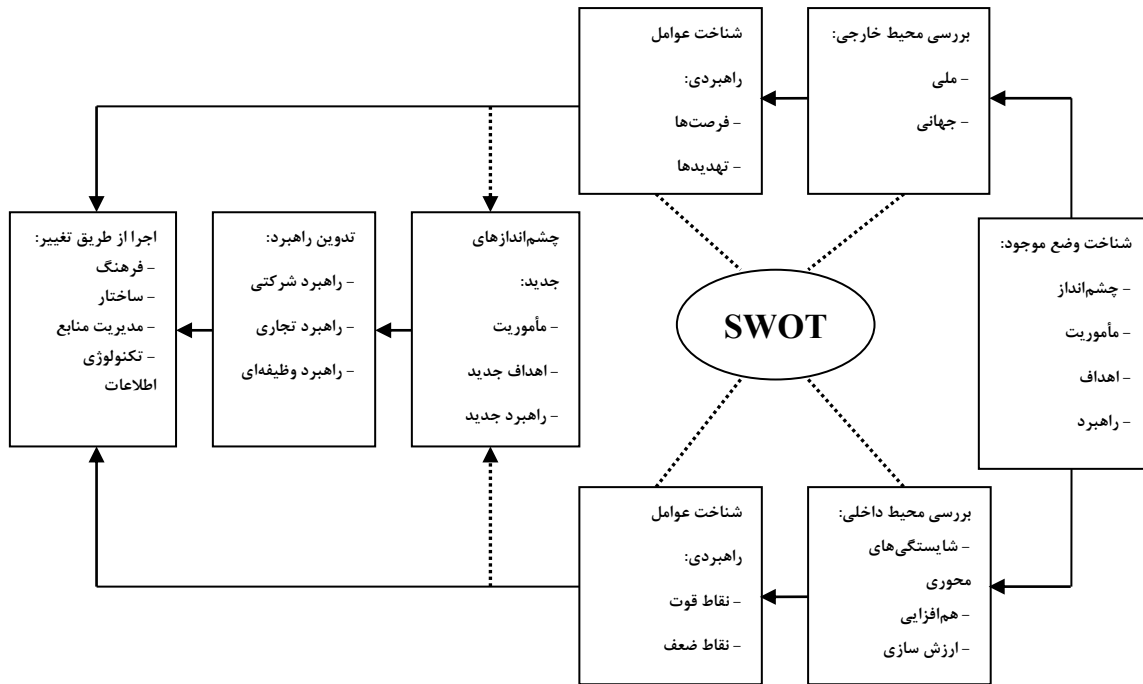 شناخت وضع موجود:
- چشم‌انداز
- مأموریت
- اهداف
- راهبرد
بررسی محیط خارجی:
- ملی
- جهانی
شناخت عوامل
راهبردی:
- فرصت‌ها
- تهدیدها
SWOT
بررسی محیط داخلی:
- شایستگی‌های
محوری
- هم‌افزایی
- ارزش سازی
شناخت عوامل
راهبردی:
- نقاط قوت
- نقاط ضعف
چشم‌اندازهای
جدید:
- مأموریت
- اهداف جدید
- راهبرد جدید
تدوین راهبرد:
- راهبرد شرکتی
- راهبرد تجاری
- راهبرد وظیفه‌ای
اجرا از طریق تغییر:
- فرهنگ
- ساختار
- مدیریت منابع
- تکنولوژی
اطلاعات